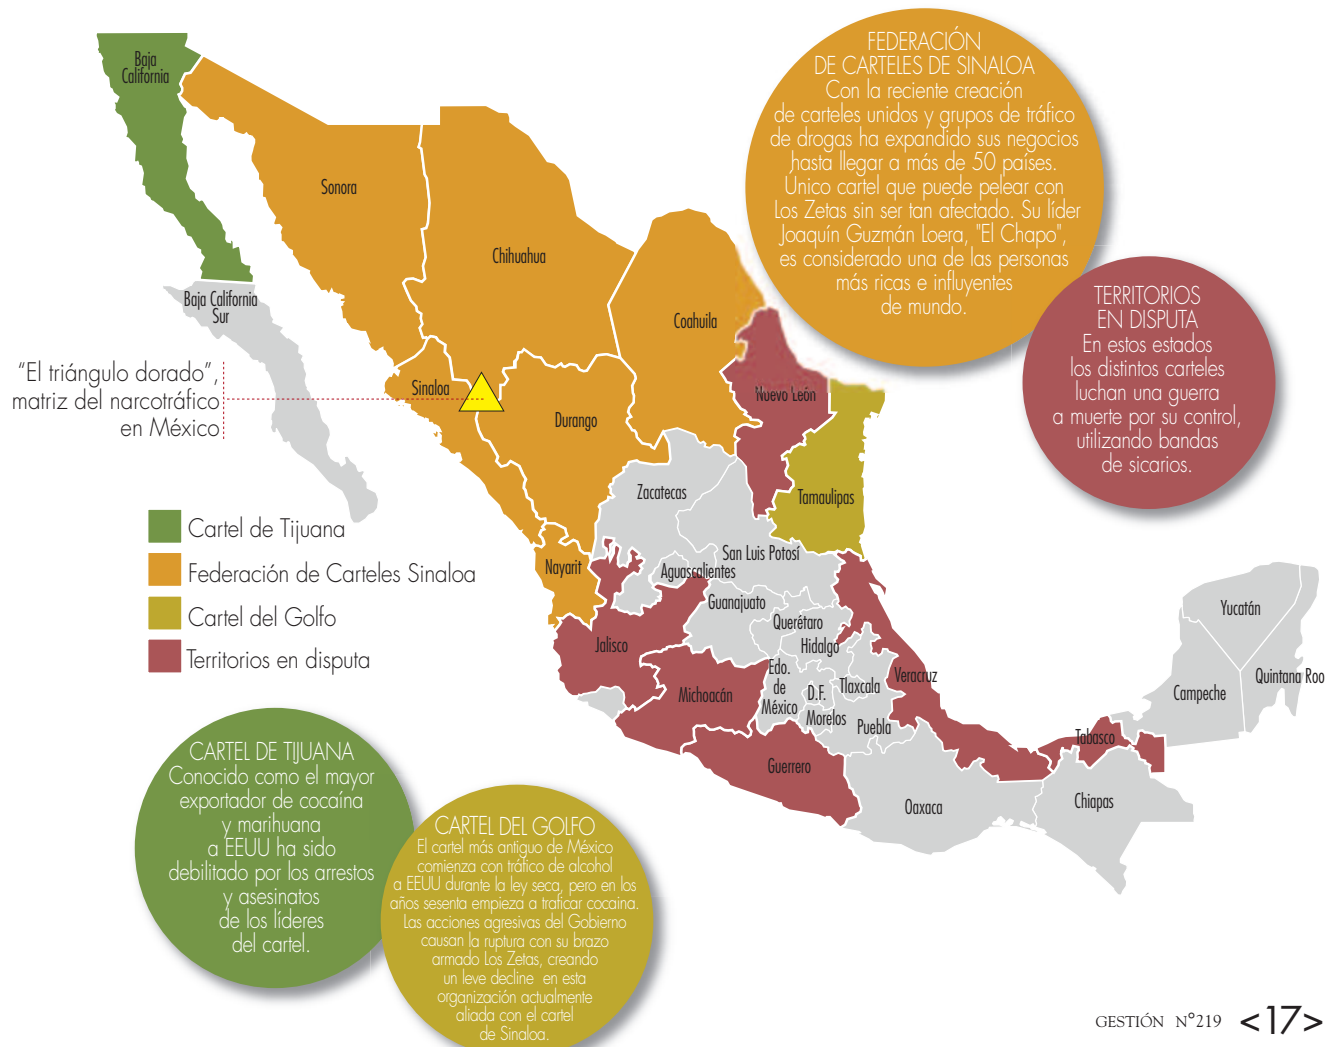 FEDERACIÓN
DE CARTELES DE SINALOA
Con la reciente creación
de carteles unidos y grupos de tráfico
de drogas ha expandido sus negocios
hasta llegar a más de 50 países.
Unico cartel que puede pelear con
Los Zetas sin ser tan afectado. Su líder
Joaquín Guzmán Loera, "El Chapo",
es considerado una de las personas
más ricas e influyentes
de mundo.
TERRITORIOS
EN DISPUTA
En estos estados
los distintos carteles
luchan una guerra
a muerte por su control,
utilizando bandas
de sicarios.
Baja
California
Sonora
Chihuahua
Coahuila
Baja California
Sur
"El triángulo dorado",
matriz del narcotráfico
en México
Sinaloa
Durango
Nuevo León
Tamaulipas
Zacatecas
San Luis Potosí
Nayarit
Aguascalientes
Guanajuato
Querétaro
Hidalgo
Jalisco
Michoacán
Edo.
de
México
D.F.
Tlaxcala
Morelos
Puebla
Veracruz
Guerrero
Oaxaca
Tabasco
Chiapas
Campeche
Yucatán
Quintana Roo
Cartel de Tijuana
Federación de Carteles Sinaloa
Cartel del Golfo
Territorios en disputa
CARTEL DE TIJUANA
Conocido como el mayor
exportador de cocaína
y marihuana
a EEUU ha sido
debilitado por los arrestos
y asesinatos
de los líderes
del cartel.
CARTEL DEL GOLFO
El cartel más antiguo de México
comienza con tráfico de alcohol
a EEUU durante la ley seca, pero en los
años sesenta empieza a traficar cocaina.
Las acciones agresivas del Gobierno
causan la ruptura con su brazo
armado Los Zetas, creando
un leve decline en esta
organización actualmente
aliada con el cartel
de Sinaloa.
GESTIÓN N°219 <17>